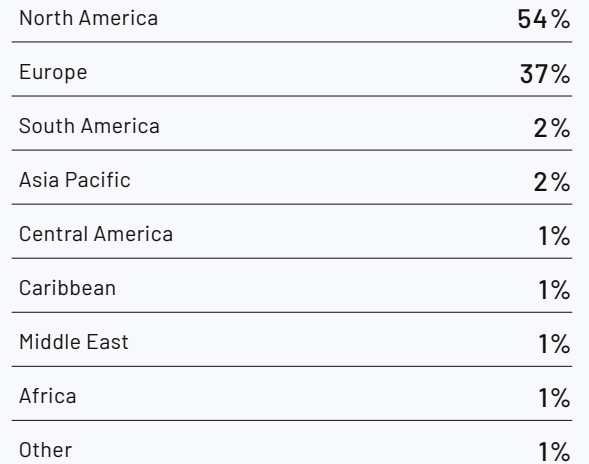 North America 54%
Europe 37%
South America 2%
Asia Pacific 2%
Central America 1%
Caribbean 1%
Middle East 1%
Africa 1%
Other 1%